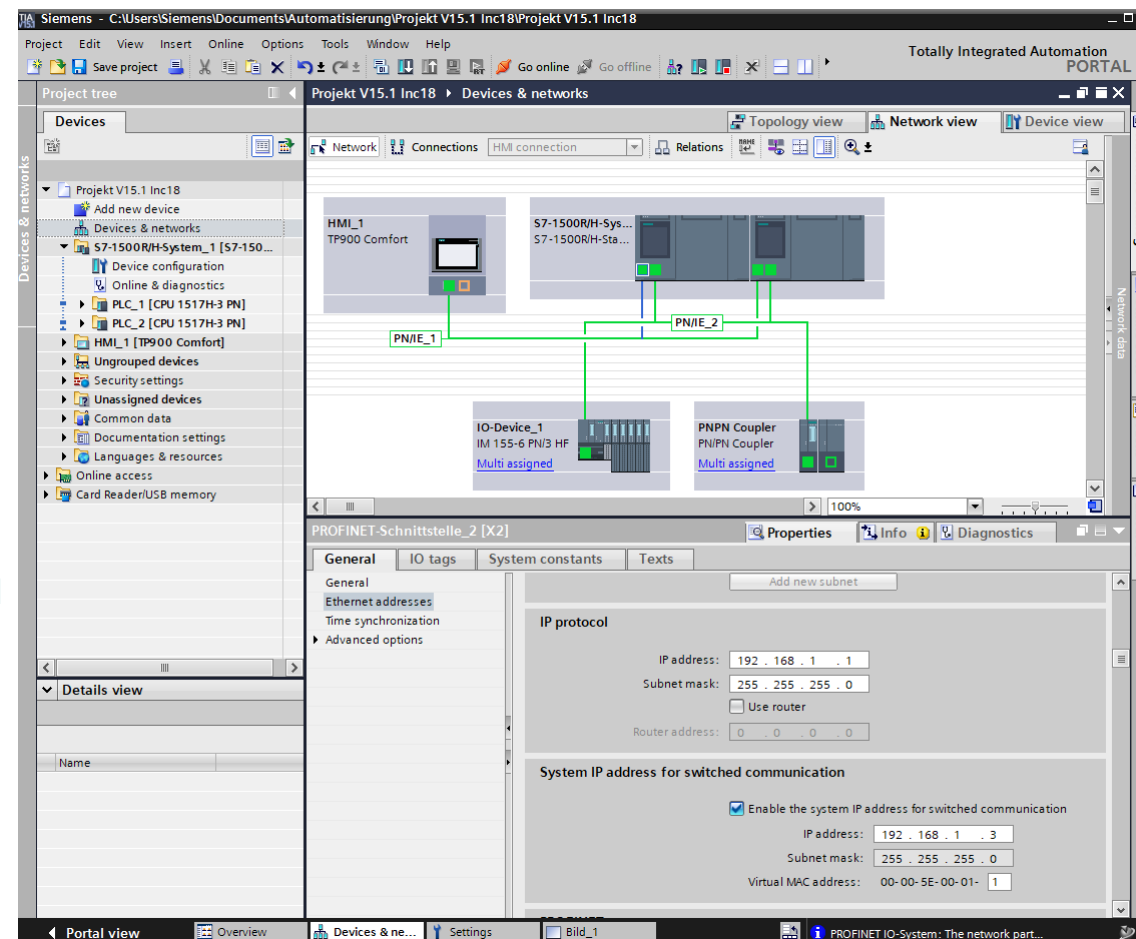 Siemens - C:\Users\Siemens\Documents\Automatisierung\Projekt V15.1 Inc18\Projekt V15.1 Inc18
Project Edit View Insert Online Options Tools Window Help
Totally Integrated Automation
PORTAL
Save project
Go online
Go offline
Project tree
Projekt V15.1 Inc18 Devices & networks
Devices
Topology view
Network view
Device view
Network
Connections
HMI connection
Relations
Devices & networks
Projekt V15.1 Inc18
Add new device
Devices & networks
S7-1500R/H-System_1 [S7-150...
Device configuration
Online & diagnostics
PLC_1 [CPU 1517H-3 PN]
PLC_2 [CPU 1517H-3 PN]
HMI_1 [TP900 Comfort]
Ungrouped devices
Security settings
Unassigned devices
Common data
Documentation settings
Languages & resources
Online access
Card Reader/USB memory
HMI_1
TP900 Comfort
S7-1500R/H-Sys...
S7-1500R/H-Sta...
PN/IE_2
PN/IE_1
IO-Device_1
IM 155-6 PN/3 HF
Multi assigned
PNPN Coupler
PN/PN Coupler
Multi assigned
Network data
100%
PROFINET-Schnittstelle_2 [X2]
Properties
Info
Diagnostics
General
IO tags
System constants
Texts
General
Ethernet addresses
Time synchronization
Advanced options
Add new subnet
IP protocol
IP address: 192 . 168 . 1 . 1
Subnet mask: 255 . 255 . 255 . 0
Use router
Router address: 0 . 0 . 0 . 0
System IP address for switched communication
Enable the system IP address for switched communication
IP address: 192 . 168 . 1 . 3
Subnet mask: 255 . 255 . 255 . 0
Virtual MAC address: 00-00-5E-00-01- 1
Details view
Name
Portal view
Overview
Devices & ne...
Settings
Bild_1
PROFINET IO-System: The network part...